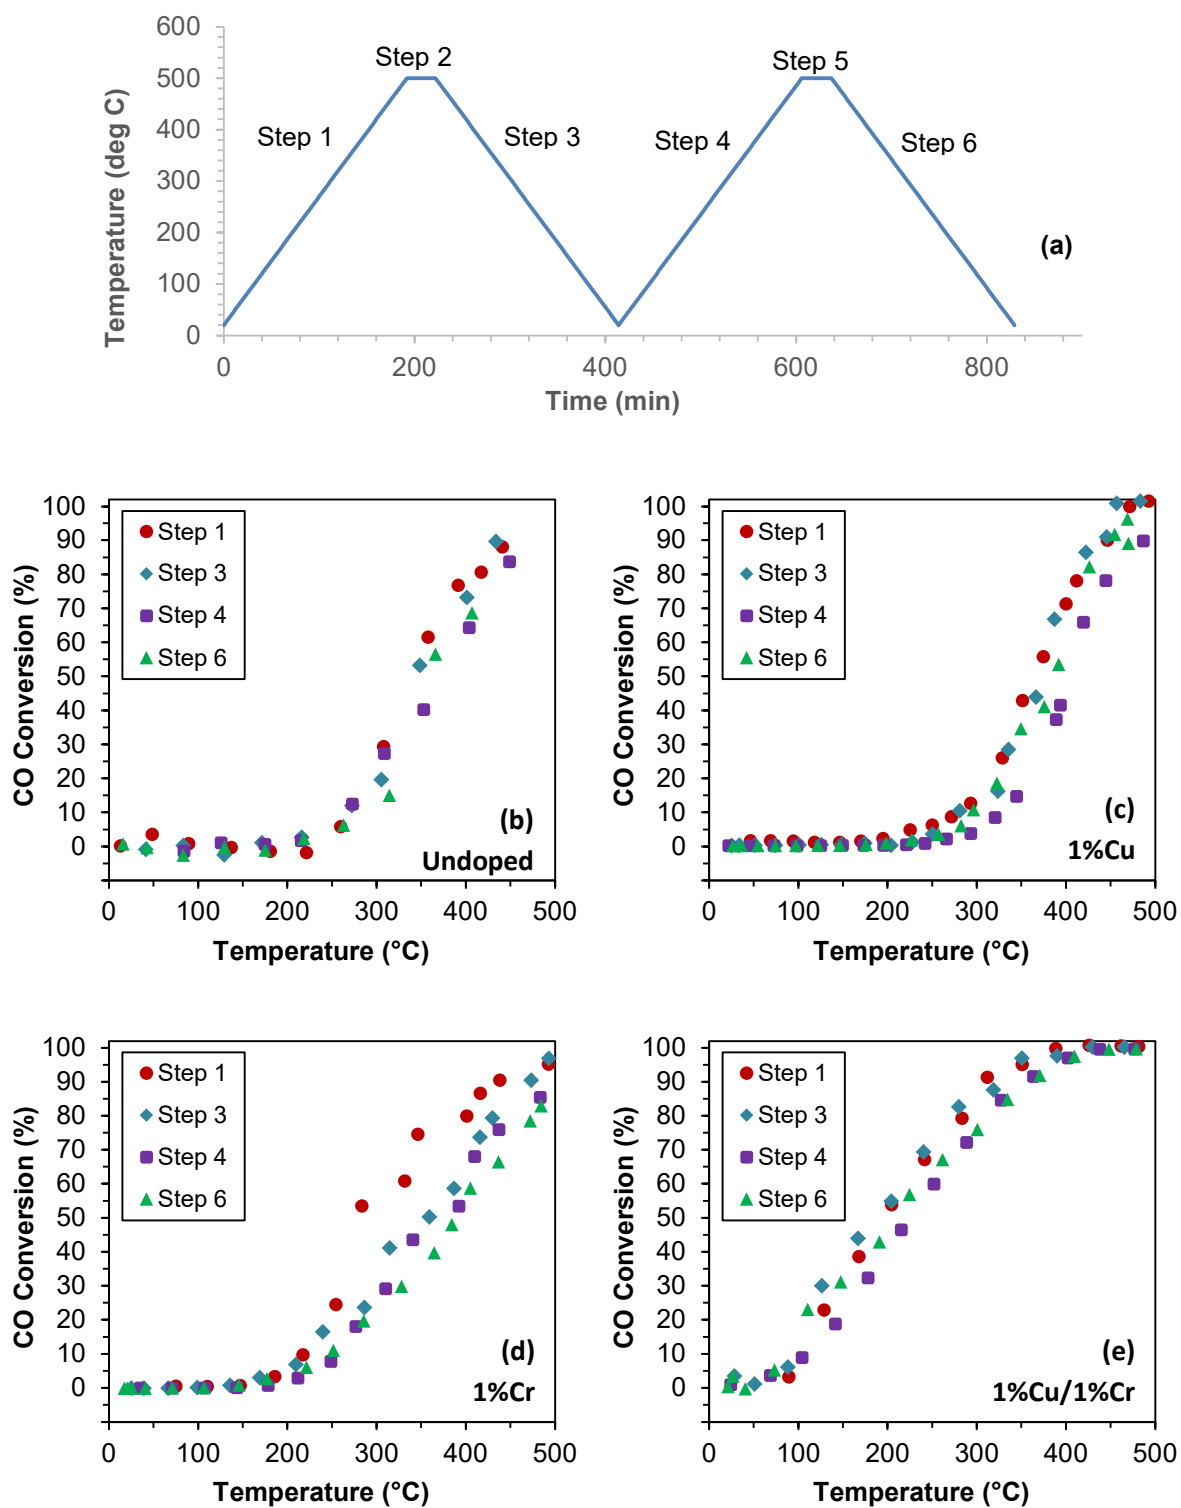 600
500
400
300
200
100
0
Temperature (deg C)
Step 1
Step 2
Step 3
Step 4
Step 5
Step 6
(a)
0 200 400 600 800
Time (min)
100
90
80
70
60
50
40
30
20
10
0
CO Conversion (%)
Step 1
Step 3
Step 4
Step 6
(b)
Undoped
0 100 200 300 400 500
Temperature (°C)
100
90
80
70
60
50
40
30
20
10
0
CO Conversion (%)
Step 1
Step 3
Step 4
Step 6
(c)
1%Cu
0 100 200 300 400 500
Temperature (°C)
100
90
80
70
60
50
40
30
20
10
0
CO Conversion (%)
Step 1
Step 3
Step 4
Step 6
(d)
1%Cr
0 100 200 300 400 500
Temperature (°C)
100
90
80
70
60
50
40
30
20
10
0
CO Conversion (%)
Step 1
Step 3
Step 4
Step 6
(e)
1%Cu/1%Cr
0 100 200 300 400 500
Temperature (°C)